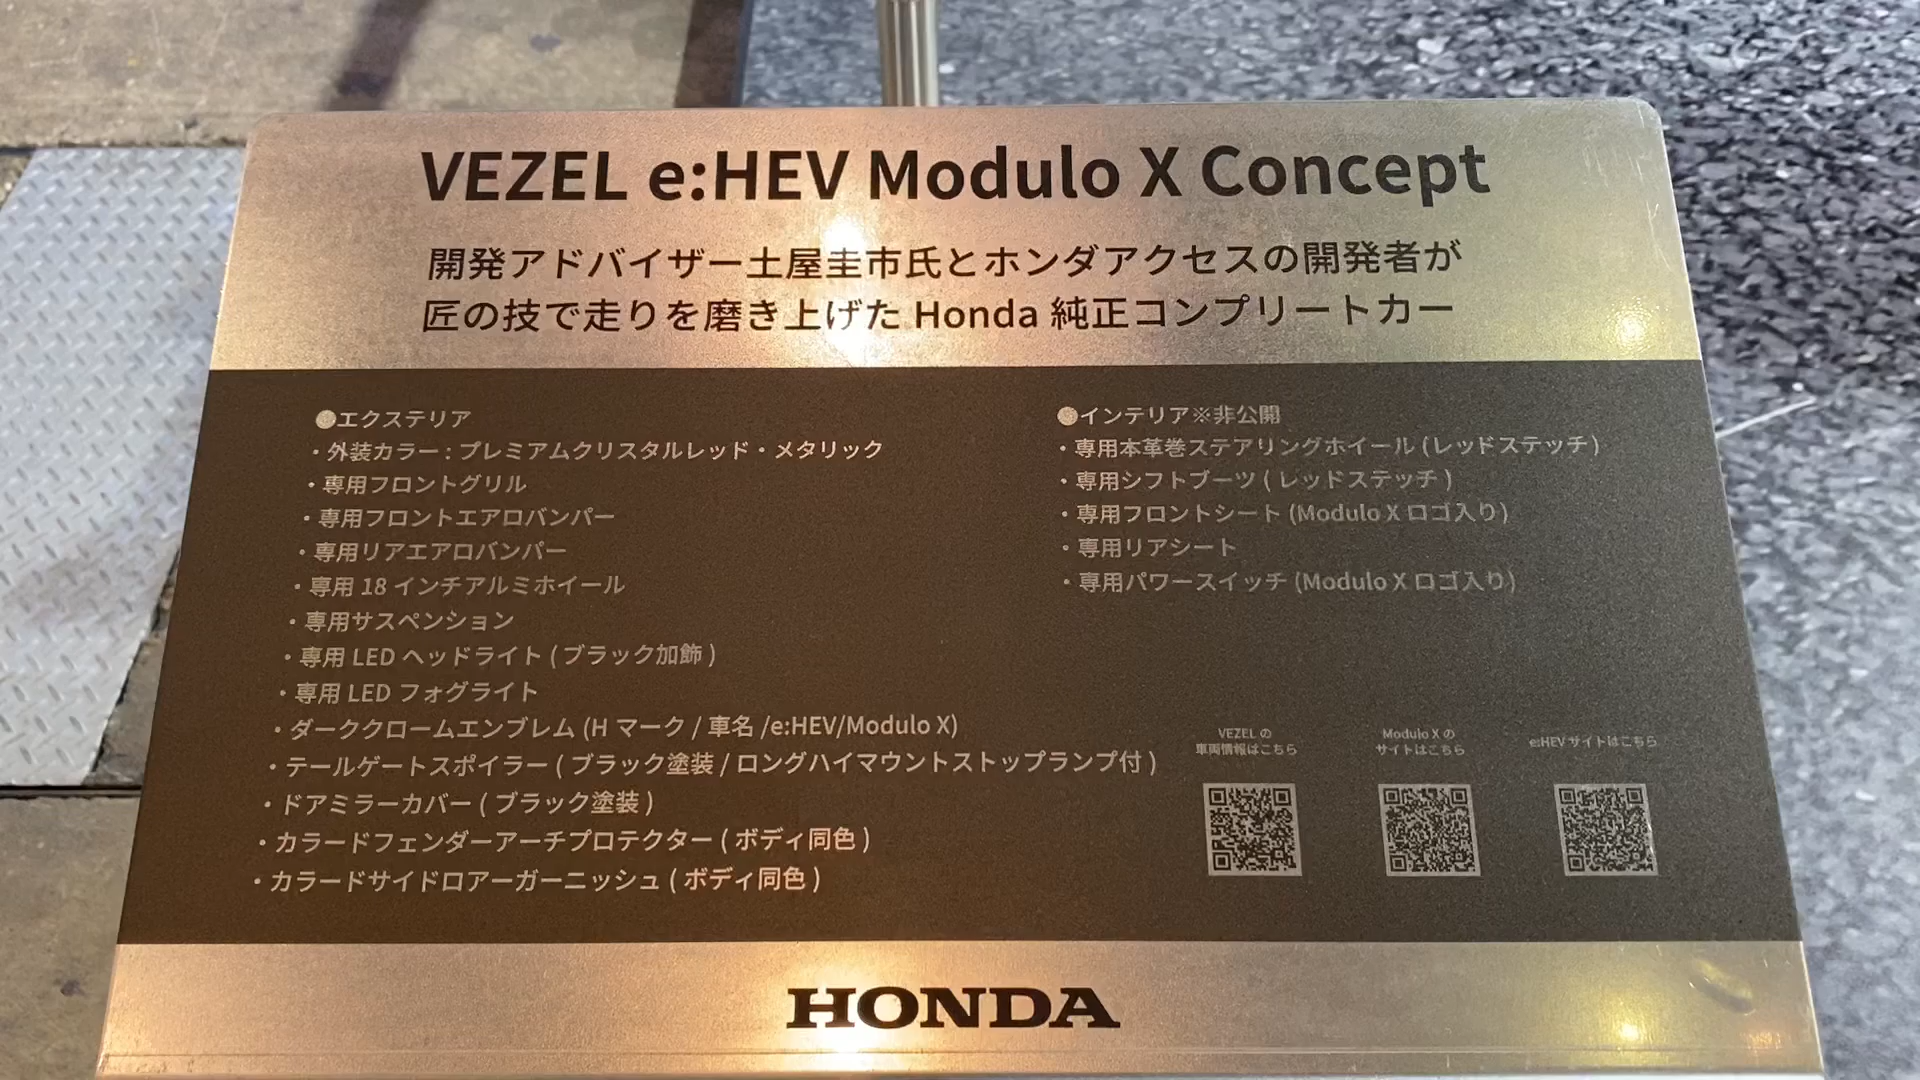 VEZEL e:HEV Modulo X Concept
開発アドバイザー土屋圭市氏とホンダアクセスの開発者が
匠の技で走りを磨き上げた Honda 純正コンプリートカー
●エクステリア
・外装カラー : プレミアムクリスタルレッド・メタリック
・専用フロントグリル
・専用フロントエアロバンパー
・専用リアエアロバンパー
・専用 18 インチアルミホイール
・専用サスペンション
・専用 LED ヘッドライト ( ブラック加飾 )
・専用 LED フォグライト
・ダーククロームエンブレム (H マーク / 車名 /e:HEV/Modulo X)
・テールゲートスポイラー ( ブラック塗装 / ロングハイマウントストップランプ付 )
・ドアミラーカバー ( ブラック塗装 )
・カラードフェンダーアーチプロテクター ( ボディ同色 )
・カラードサイドロアーガーニッシュ ( ボディ同色 )
●インテリア※非公開
・専用本革巻ステアリングホイール (レッドステッチ )
・専用シフトブーツ ( レッドステッチ )
・専用フロントシート (Modulo X ロゴ入り)
・専用リアシート
・専用パワースイッチ (Modulo X ロゴ入り)
VEZEL の
車両情報はこちら
Modulo X の
サイトはこちら
e:HEV サイトはこちら
HONDA